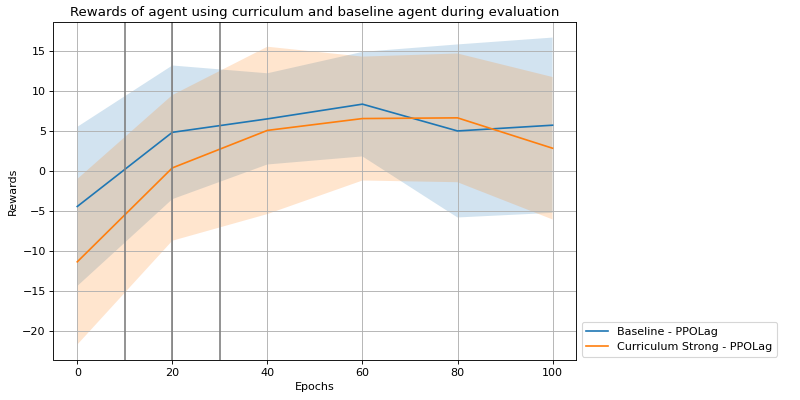 Rewards of agent using curriculum and baseline agent during evaluation
15
10
5
0
−5
−10
−15
−20
Rewards
0 20 40 60 80 100
Epochs
Baseline - PPOLag
Curriculum Strong - PPOLag